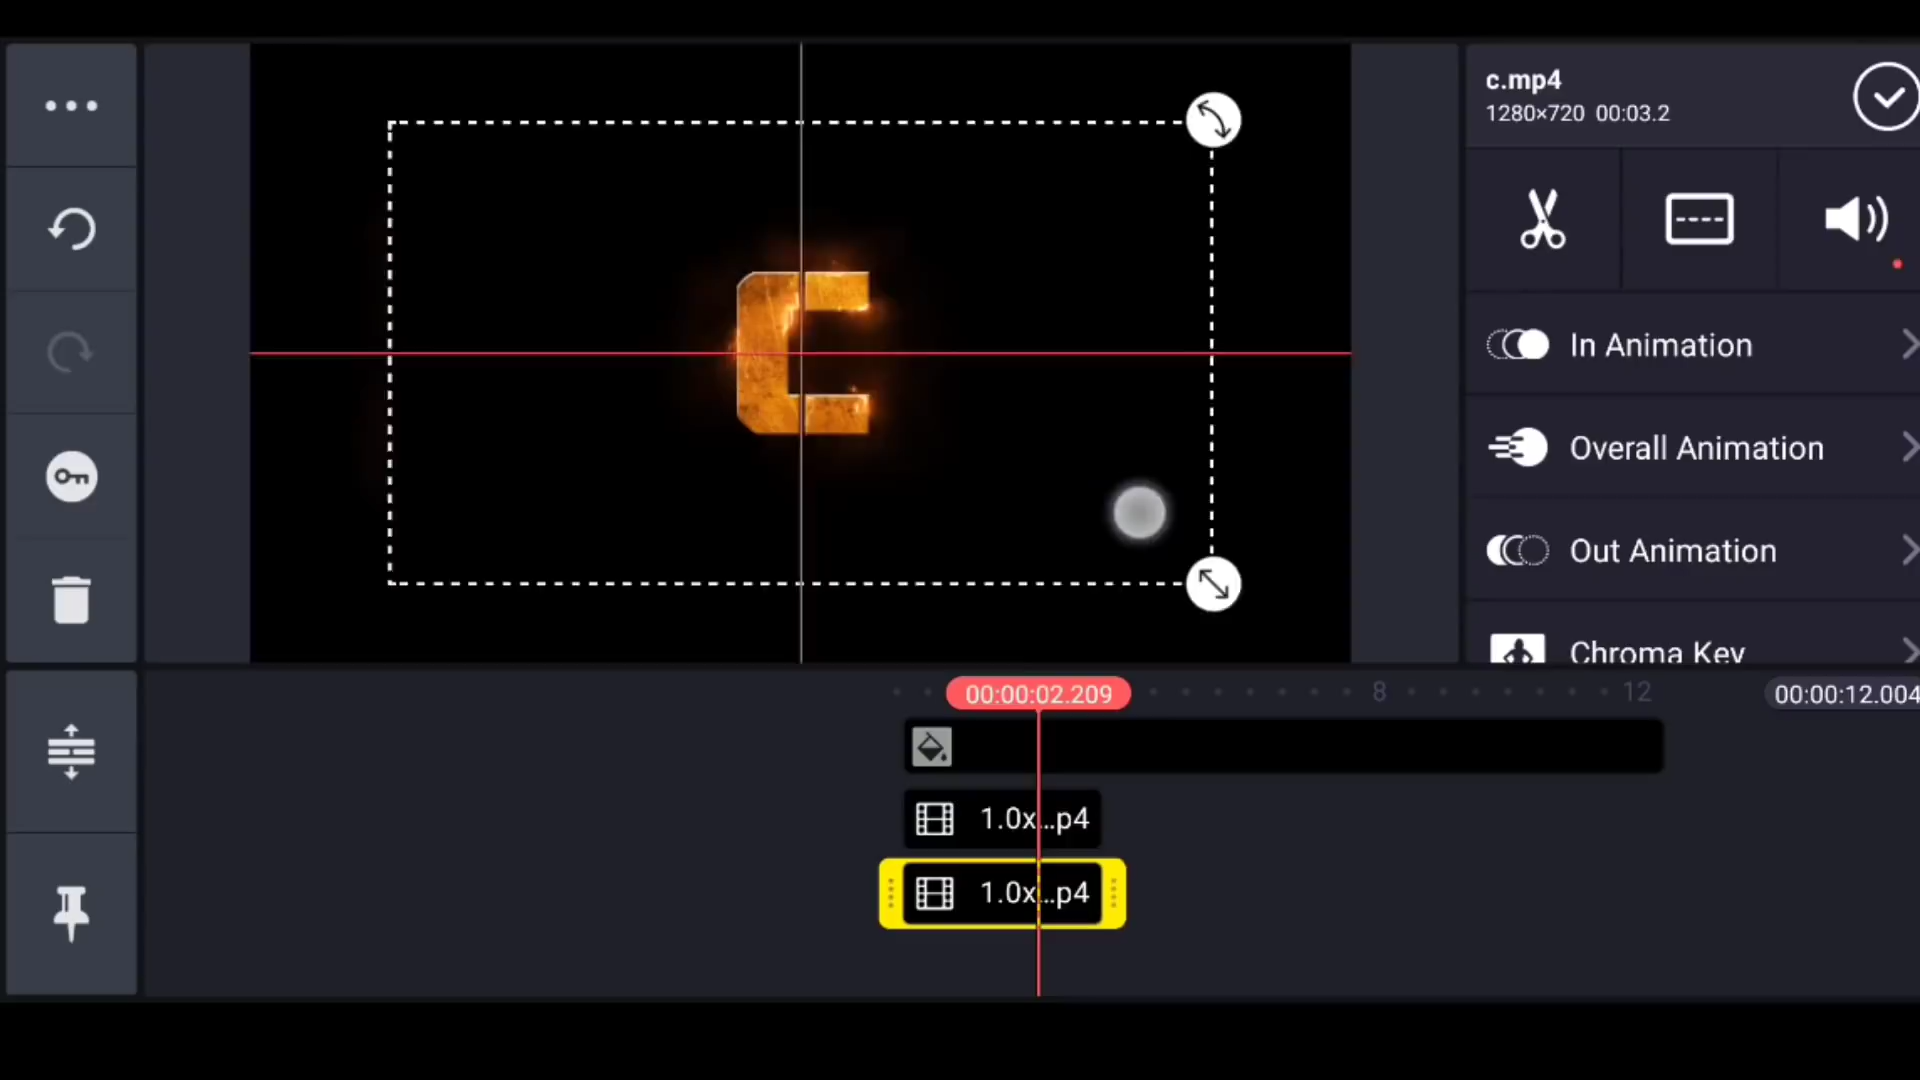 c.mp4
1280×720 00:03.2
C
In Animation
Overall Animation
Out Animation
Chroma Key
00:00:02.209
8
12
00:00:12.004
1.0x...p4
1.0x...p4